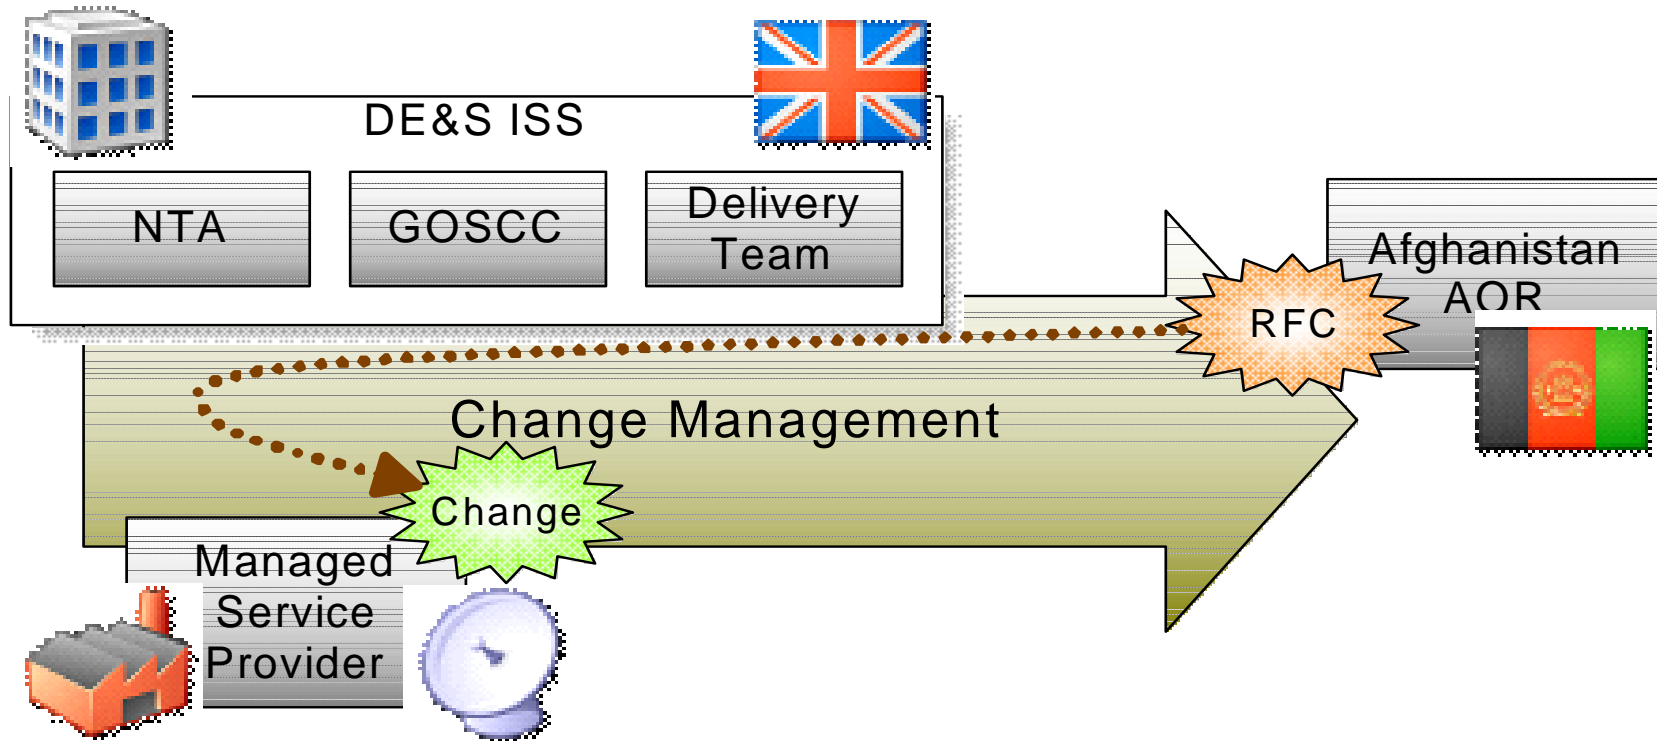 DE&S ISS
NTA
GOSCC
Delivery
Team
Afghanistan
AOR
RFC
Change Management
Change
Managed
Service
Provider